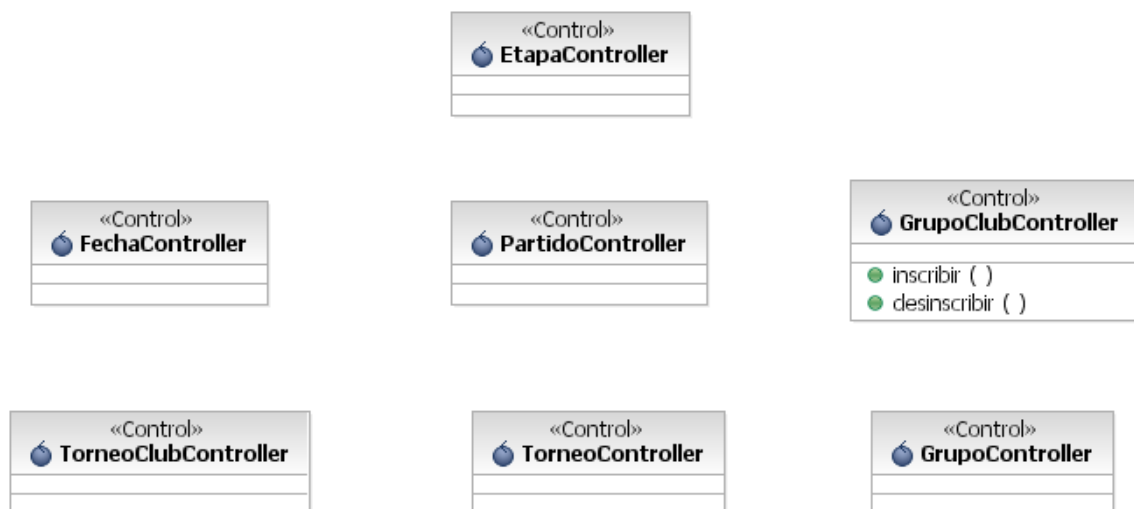 «Control»
EtapaController
«Control»
FechaController
«Control»
PartidoController
«Control»
GrupoClubController
inscribir ( )
desinscribir ( )
«Control»
TorneoClubController
«Control»
TorneoController
«Control»
GrupoController